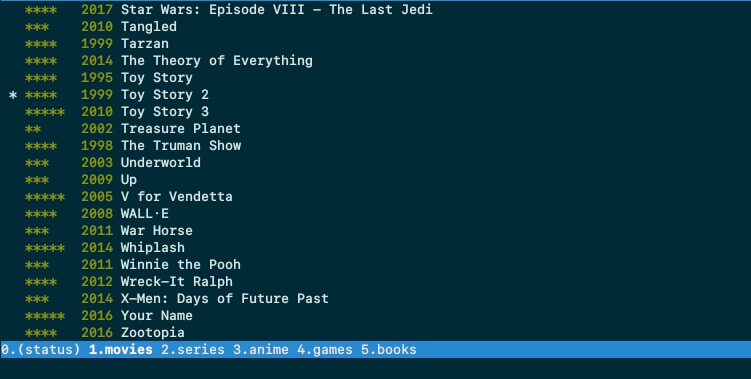 **** 2017 Star Wars: Episode VIII – The Last Jedi
*** 2010 Tangled
**** 1999 Tarzan
**** 2014 The Theory of Everything
**** 1995 Toy Story
* **** 1999 Toy Story 2
***** 2010 Toy Story 3
** 2002 Treasure Planet
**** 1998 The Truman Show
*** 2003 Underworld
*** 2009 Up
***** 2005 V for Vendetta
**** 2008 WALL·E
*** 2011 War Horse
***** 2014 Whiplash
*** 2011 Winnie the Pooh
**** 2012 Wreck–It Ralph
*** 2014 X–Men: Days of Future Past
***** 2016 Your Name
**** 2016 Zootopia
0.(status) 1.movies 2.series 3.anime 4.games 5.books